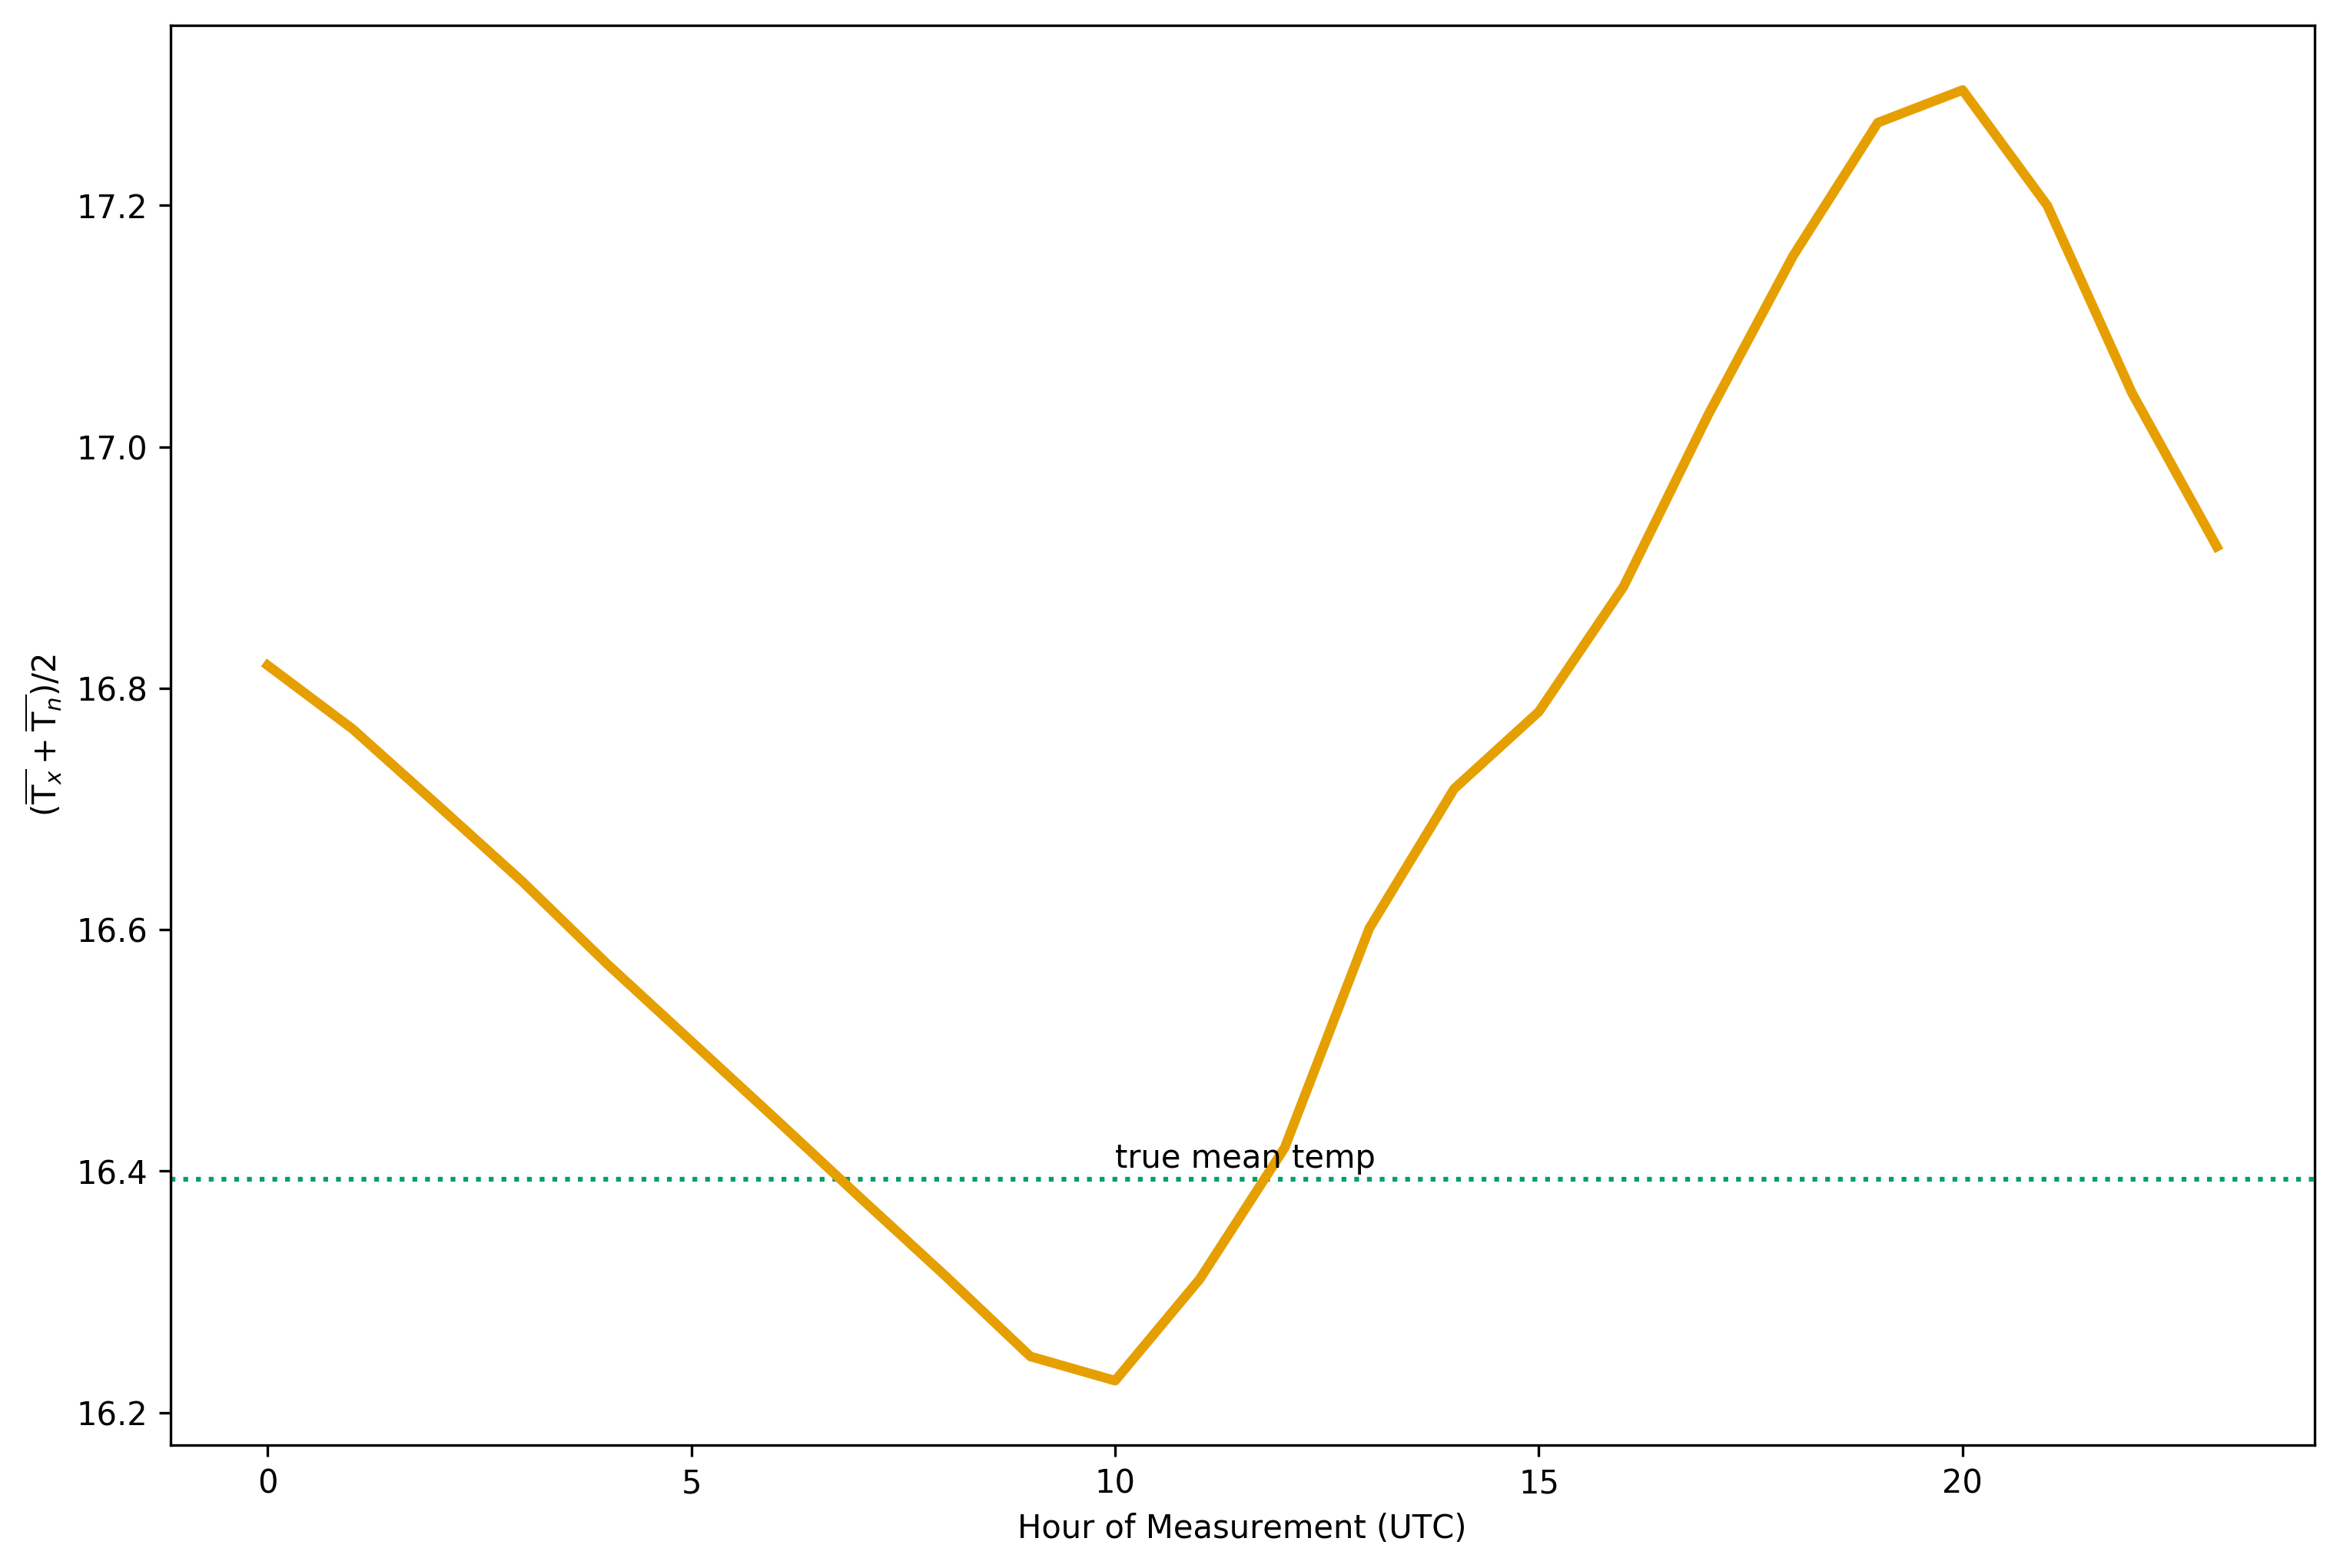 17.2
17.0
16.8
16.6
16.4
16.2
(T̅ₓ + T̅ₙ)/2
true mean temp
0 5 10 15 20
Hour of Measurement (UTC)